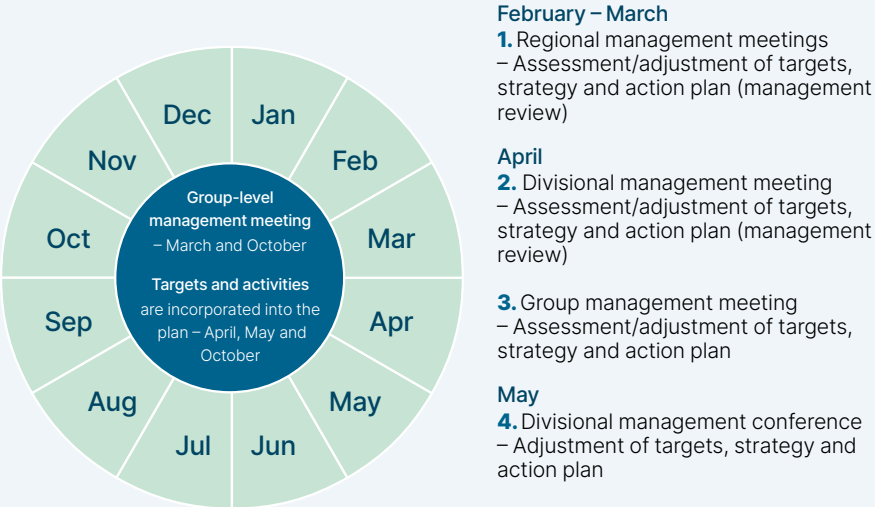 Dec
Jan
Nov
Feb
Oct
Mar
Sep
Apr
Aug
May
Jul
Jun
Group-level
management meeting
– March and October
Targets and activities
are incorporated into the
plan – April, May and
October
February – March
1. Regional management meetings
– Assessment/adjustment of targets,
strategy and action plan (management
review)
April
2. Divisional management meeting
– Assessment/adjustment of targets,
strategy and action plan (management
review)
3. Group management meeting
– Assessment/adjustment of targets,
strategy and action plan
May
4. Divisional management conference
– Adjustment of targets, strategy and
action plan